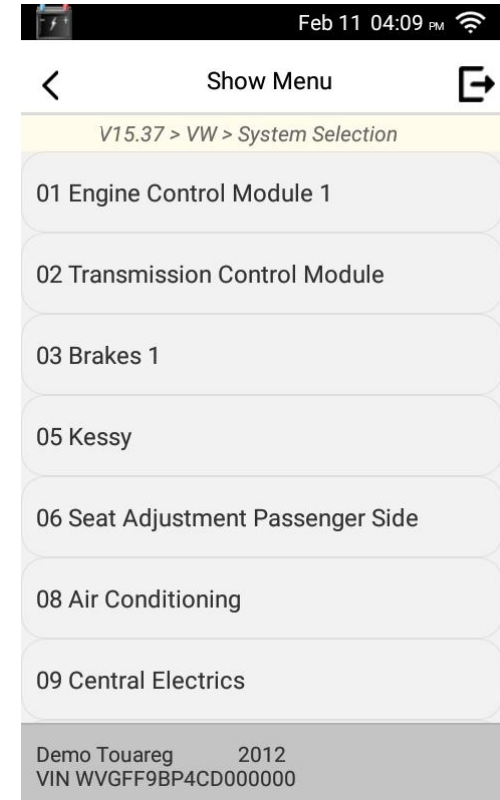 Feb 11 04:09 PM
Show Menu
V15.37 > VW > System Selection
01 Engine Control Module 1
02 Transmission Control Module
03 Brakes 1
05 Kessy
06 Seat Adjustment Passenger Side
08 Air Conditioning
09 Central Electrics
Demo Touareg 2012
VIN WVGFF9BP4CD000000